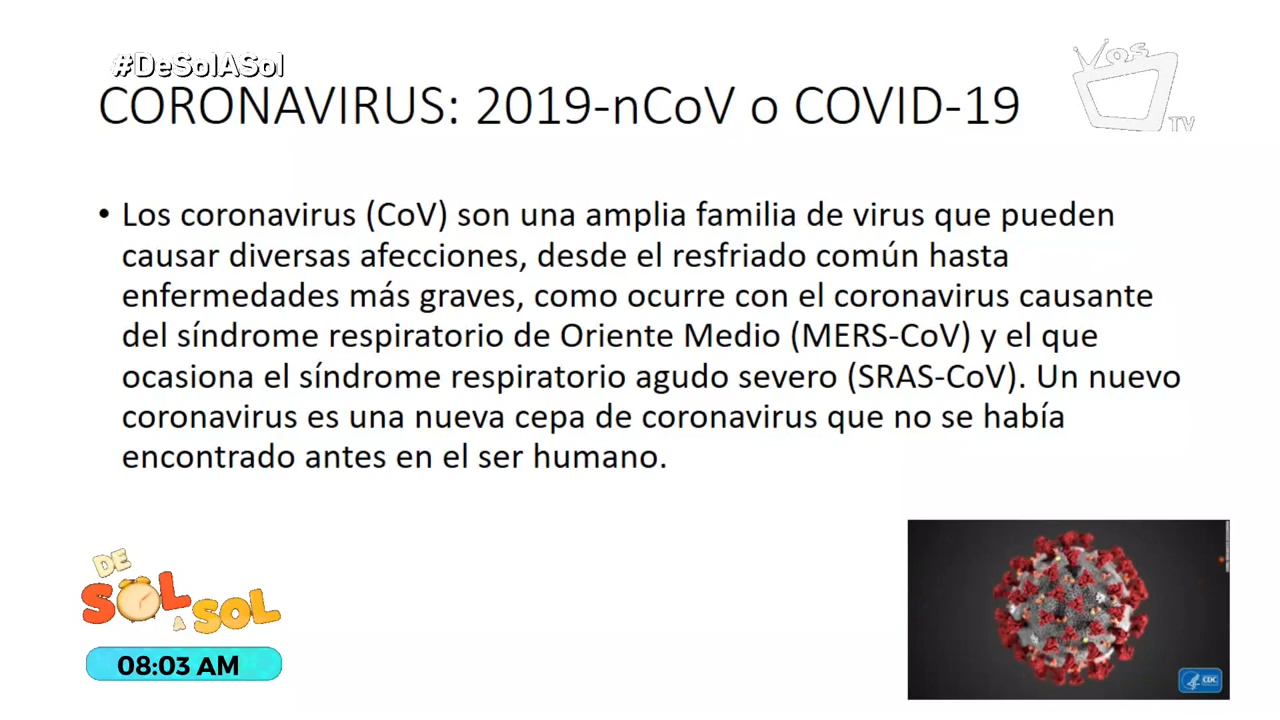 #DeSolASol
VOS
TV
CORONAVIRUS: 2019-nCoV o COVID-19
• Los coronavirus (CoV) son una amplia familia de virus que pueden
causar diversas afecciones, desde el resfriado común hasta
enfermedades más graves, como ocurre con el coronavirus causante
del síndrome respiratorio de Oriente Medio (MERS-CoV) y el que
ocasiona el síndrome respiratorio agudo severo (SRAS-CoV). Un nuevo
coronavirus es una nueva cepa de coronavirus que no se había
encontrado antes en el ser humano.
DE
SOL
A SOL
08:03 AM
CDC